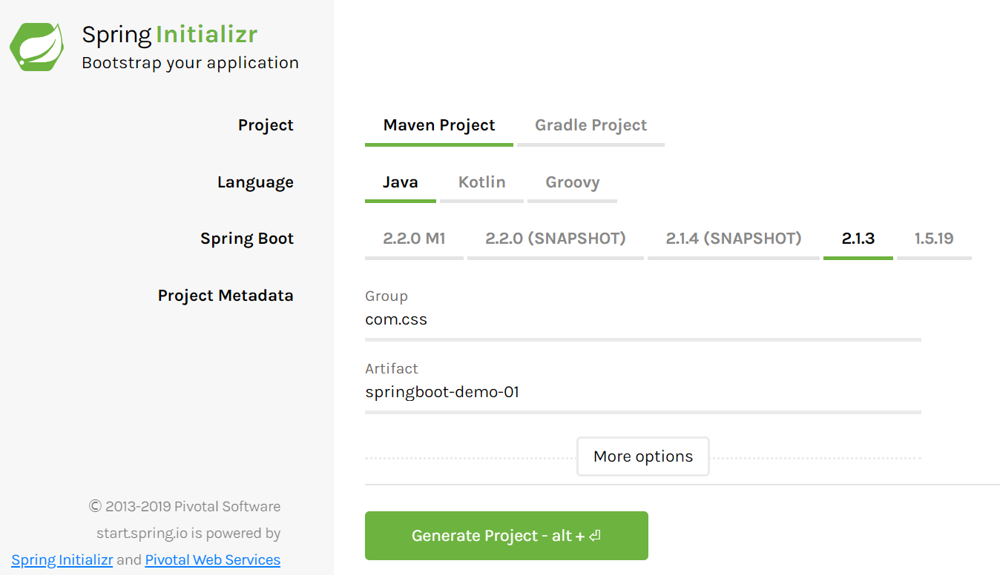 Spring Initializr
Bootstrap your application
Project
Maven Project Gradle Project
Language
Java Kotlin Groovy
Spring Boot
2.2.0 M1 2.2.0 (SNAPSHOT) 2.1.4 (SNAPSHOT) 2.1.3 1.5.19
Project Metadata
Group
com.css
Artifact
springboot-demo-01
More options
© 2013-2019 Pivotal Software
start.spring.io is powered by
Spring Initializr and Pivotal Web Services
Generate Project - alt + ⏎